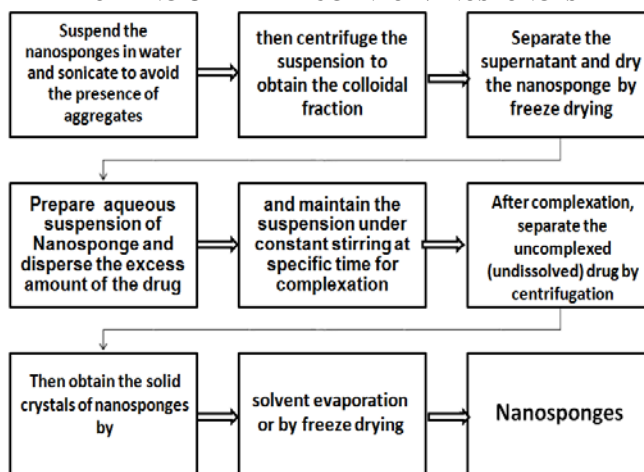 Suspend the
nanosponges in water
and sonicate to avoid
the presence of
aggregates
then centrifuge the
suspension to
obtain the colloidal
fraction
Separate the
supernatant and dry
the nanosponge by
freeze drying
Prepare aqueous
suspension of
Nanosponge and
disperse the excess
amount of the drug
and maintain the
suspension under
constant stirring at
specific time for
complexation
After complexation,
separate the
uncomplexed
(undissolved) drug by
centrifugation
Then obtain the solid
crystals of nanosponges
by
solvent evaporation
or by freeze drying
Nanosponges